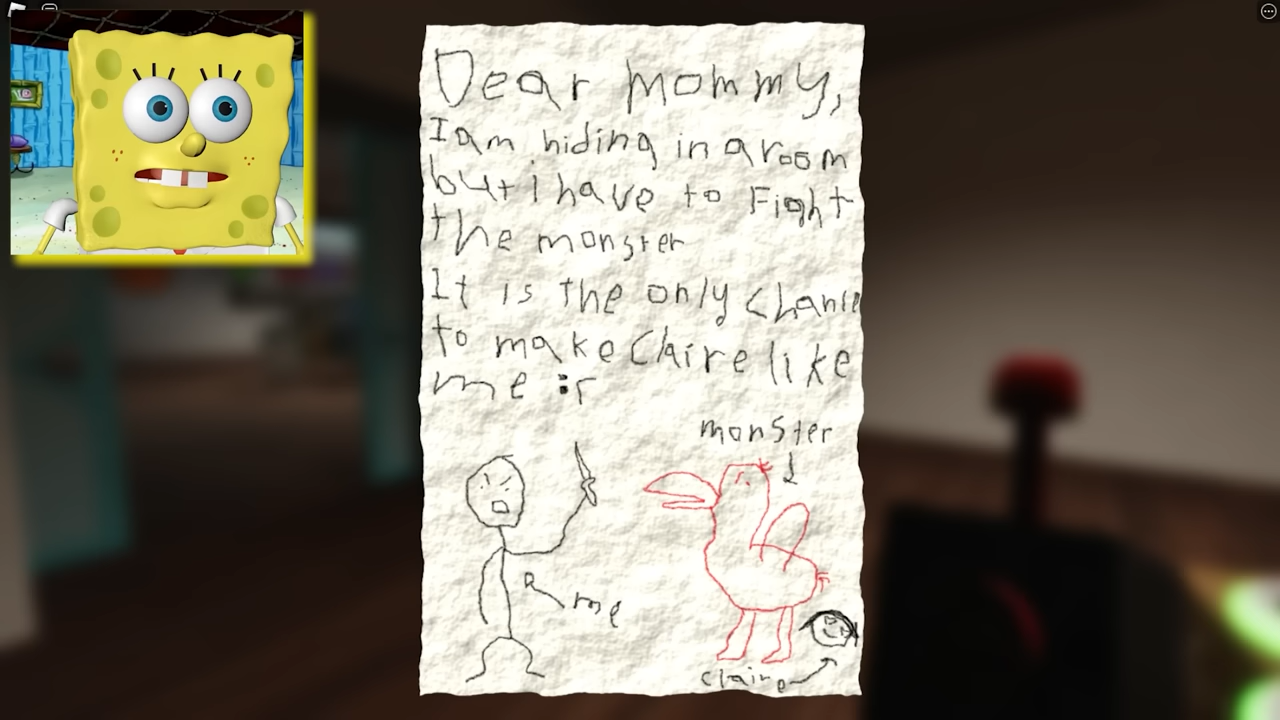 Dear mommy,
I am hiding in a room
but i have to Fight
the monster
It is the only chance
to make Claire like
me :r
monster
me
claire